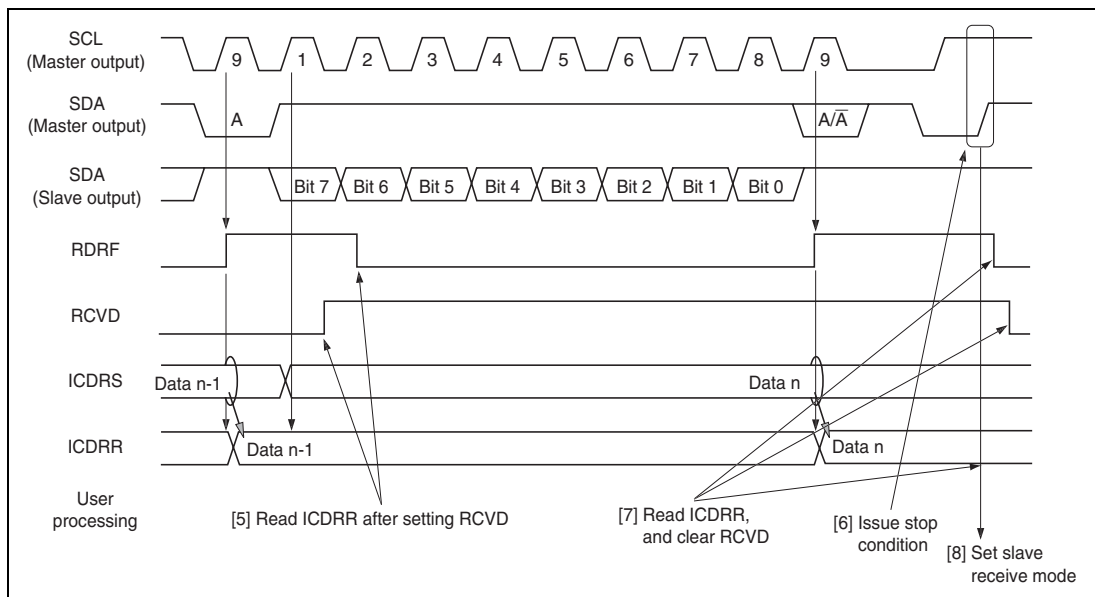 SCL
(Master output)
9 1 2 3 4 5 6 7 8 9
SDA
(Master output)
A A/A̅
SDA
(Slave output)
Bit 7 Bit 6 Bit 5 Bit 4 Bit 3 Bit 2 Bit 1 Bit 0
RDRF
RCVD
ICDRS
Data n-1 Data n
ICDRR
Data n-1 Data n
User
processing
[5] Read ICDRR after setting RCVD
[7] Read ICDRR,
and clear RCVD
[6] Issue stop
condition
[8] Set slave
receive mode